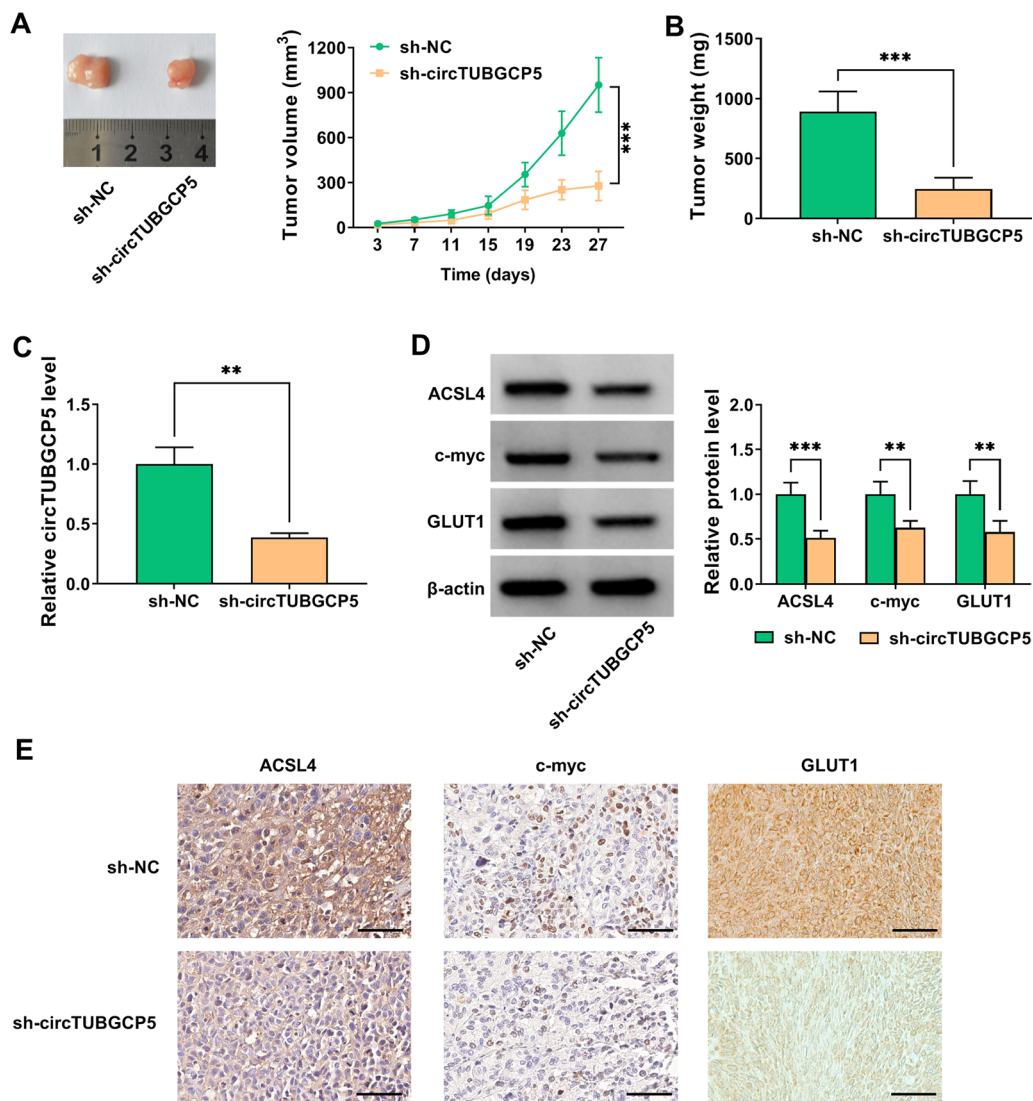 A
1 2 3 4
sh-NC
sh-circTUBGCP5
Tumor volume (mm³)
1200
900
600
300
0
sh-NC
sh-circTUBGCP5
***
3 7 11 15 19 23 27
Time (days)
B
Tumor weight (mg)
1500
1000
500
0
***
sh-NC sh-circTUBGCP5
C
Relative circTUBGCP5 level
1.5
1.0
0.5
0.0
**
sh-NC sh-circTUBGCP5
D
ACSL4
c-myc
GLUT1
β-actin
sh-NC
sh-circTUBGCP5
Relative protein level
2.0
1.5
1.0
0.5
0.0
*** ** **
ACSL4 c-myc GLUT1
sh-NC sh-circTUBGCP5
E
ACSL4 c-myc GLUT1
sh-NC
sh-circTUBGCP5